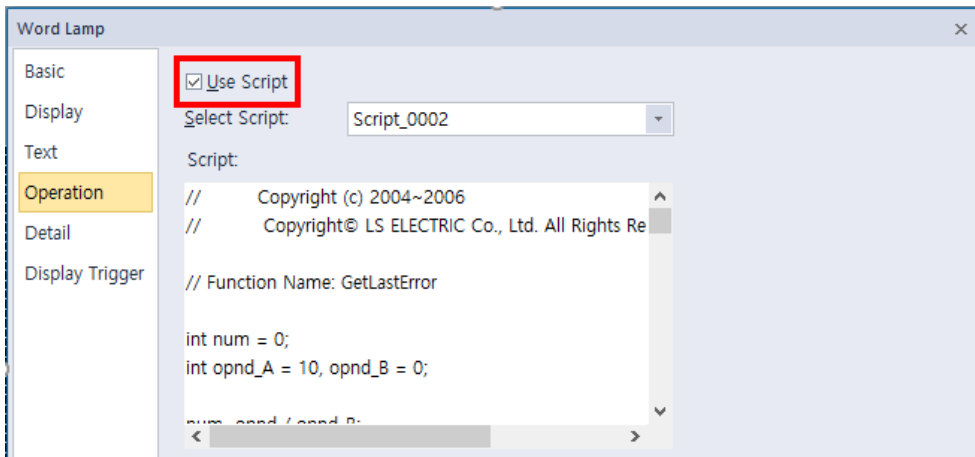 Word Lamp
Basic
Display
Text
Operation
Detail
Display Trigger
Use Script
Select Script: Script_0002
Script:
// Copyright (c) 2004~2006
// Copyright© LS ELECTRIC Co., Ltd. All Rights Re
// Function Name: GetLastError
int num = 0;
int opnd_A = 10, opnd_B = 0;